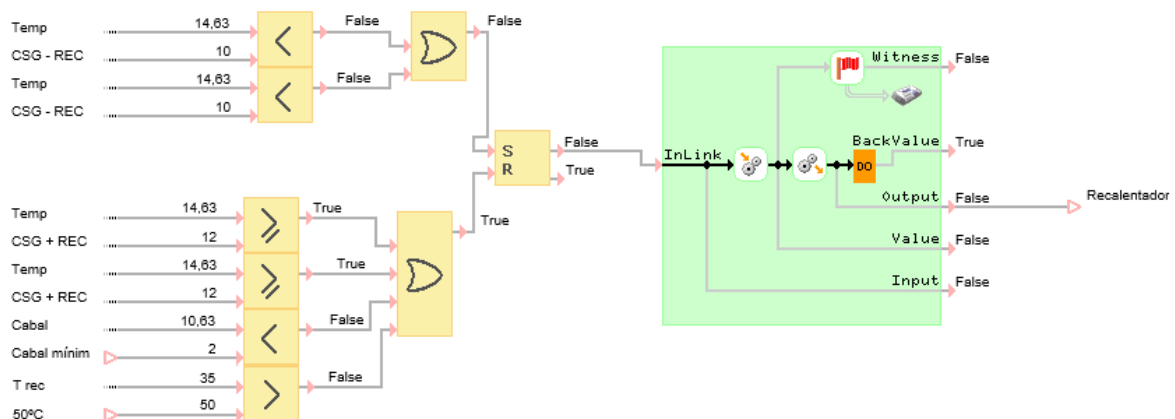 Temp 14,63 False False
CSG - REC 10
Temp 14,63 False
CSG - REC 10
Witness False
S False
R True
InLink
BackValue True
DO
Output False Recalentador
Value False
Input False
Temp 14,63 True
CSG + REC 12 True
Temp 14,63 True
CSG + REC 12
Cabal 10,63 False
Cabal mínim 2
T rec 35 False
50ºC 50